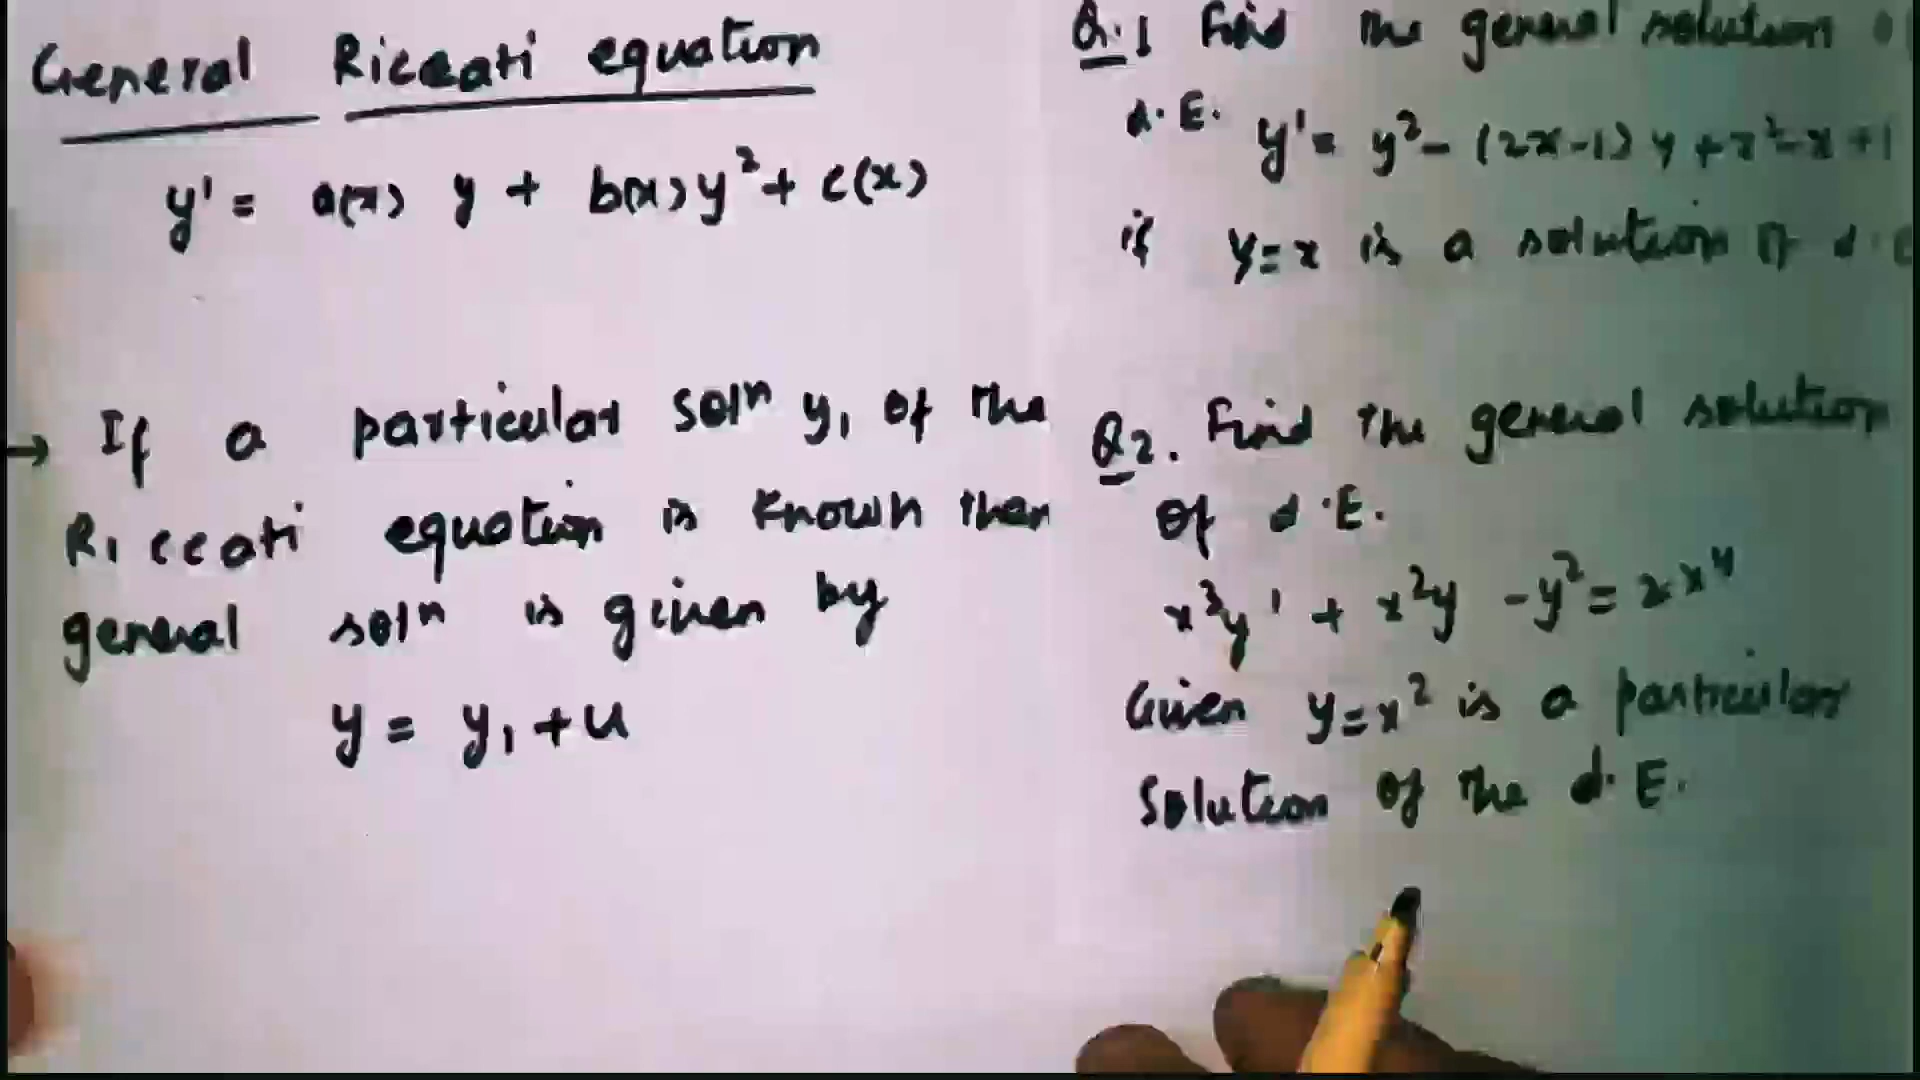 General Riccati equation
y' = a(x) y + b(x) y² + c(x)
→ If a particular solⁿ y₁ of the
Riccati equation is known then
general solⁿ is given by
y = y₁ + u
Q.1 Find the general solution
d.E. y' = y² - (2x-1) y + x² - x + 1
if y = x is a solution of d.
Q2. Find the general solution
of d.E.
x³y' + x²y - y² = 2x⁴
Given y = x² is a particular
solution of the d.E.